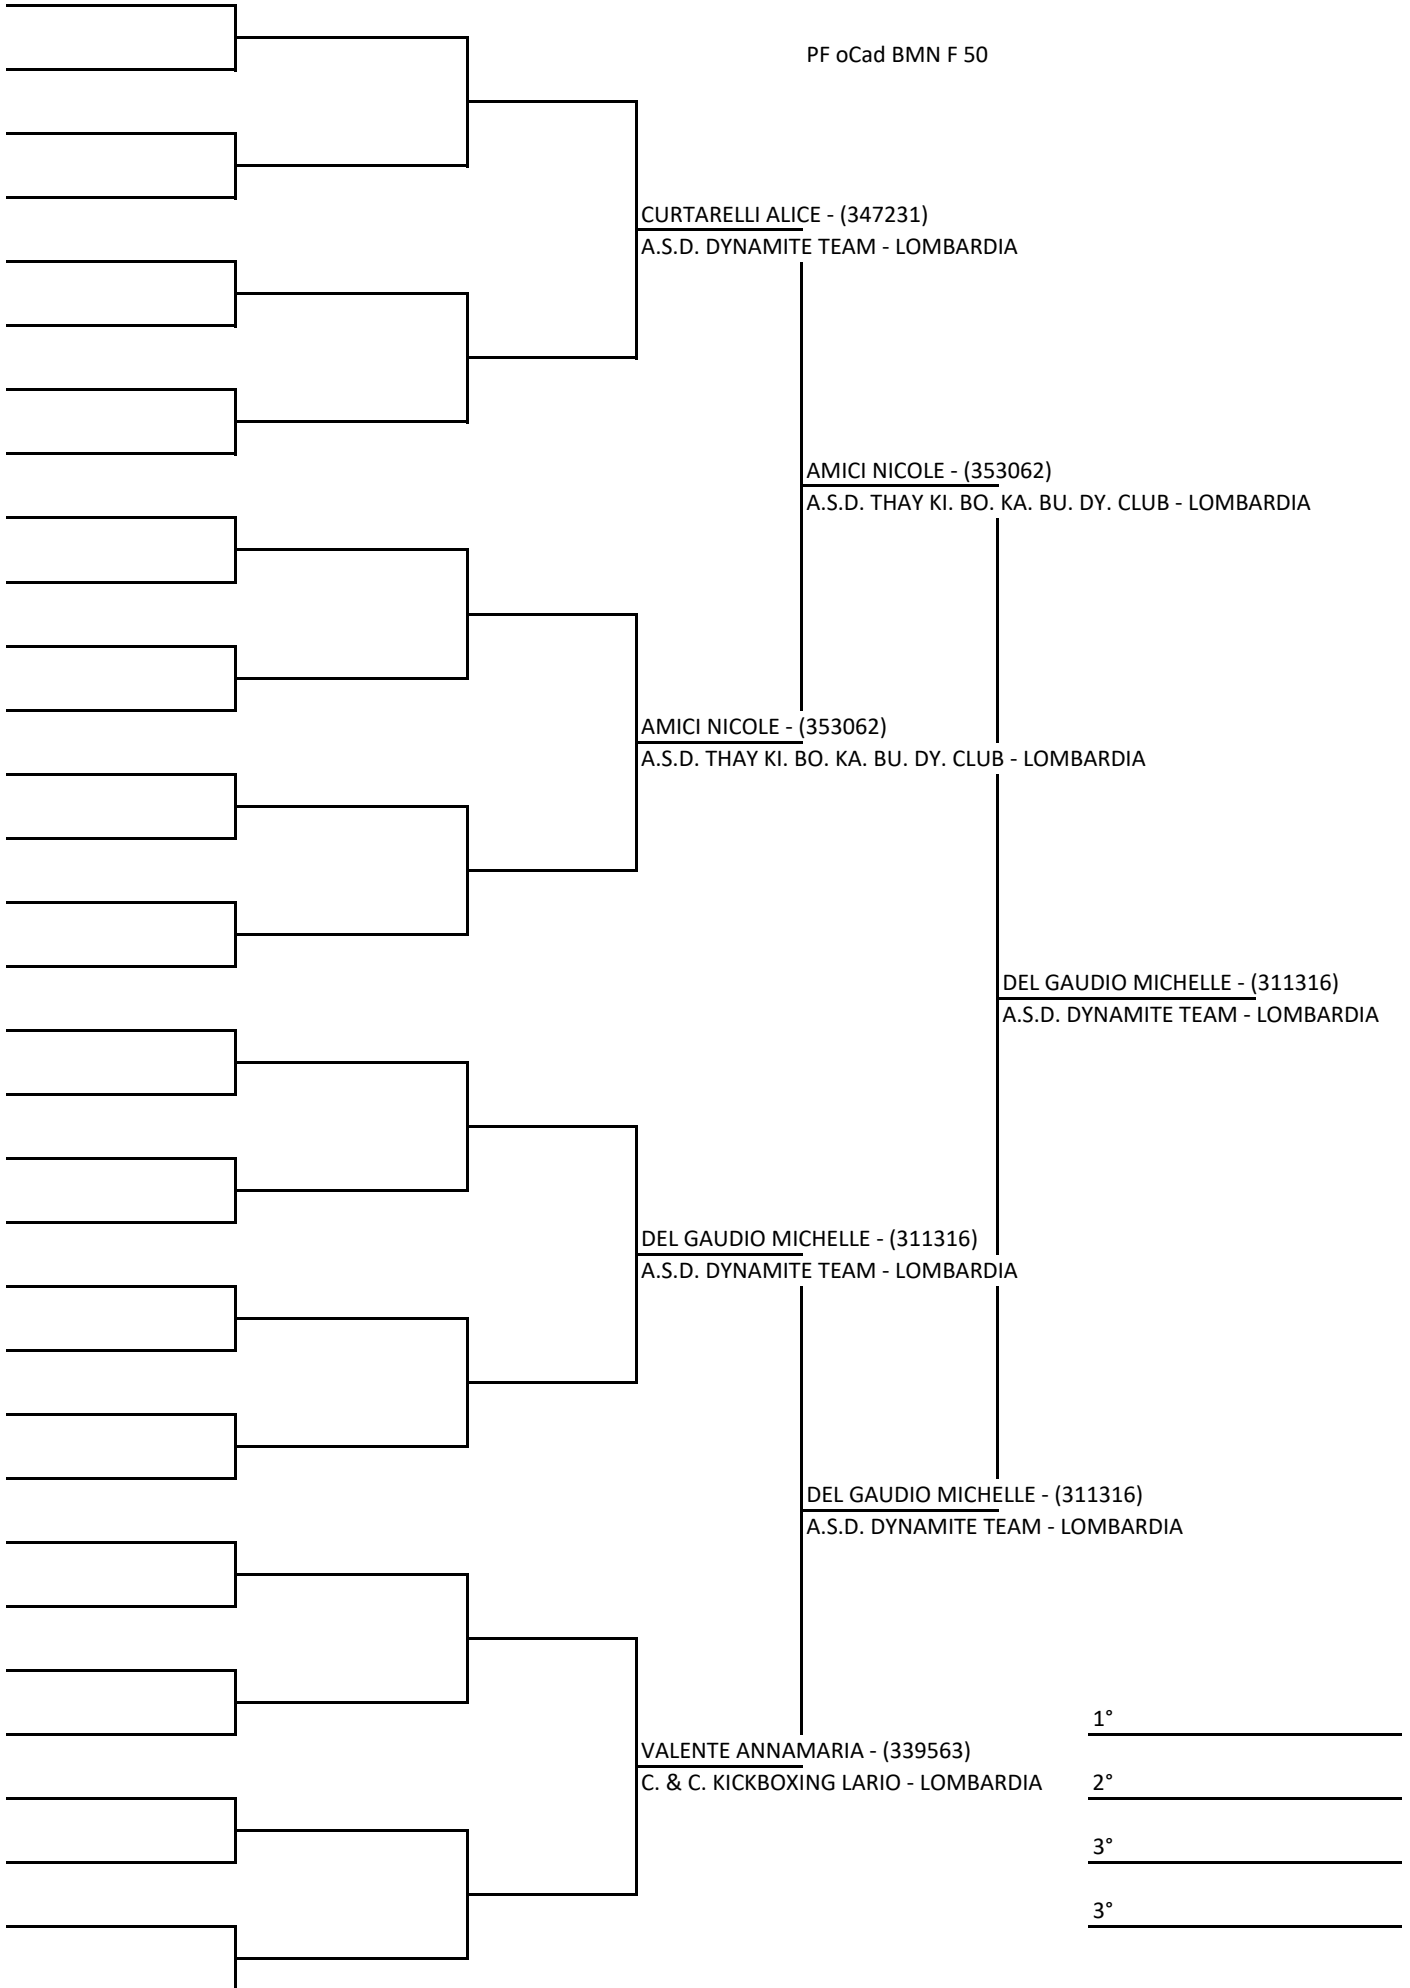 PF oCad BMN F 50
CURTARELLI ALICE - (347231)
A.S.D. DYNAMITE TEAM - LOMBARDIA
AMICI NICOLE - (353062)
A.S.D. THAY KI. BO. KA. BU. DY. CLUB - LOMBARDIA
AMICI NICOLE - (353062)
A.S.D. THAY KI. BO. KA. BU. DY. CLUB - LOMBARDIA
DEL GAUDIO MICHELLE - (311316)
A.S.D. DYNAMITE TEAM - LOMBARDIA
DEL GAUDIO MICHELLE - (311316)
A.S.D. DYNAMITE TEAM - LOMBARDIA
DEL GAUDIO MICHELLE - (311316)
A.S.D. DYNAMITE TEAM - LOMBARDIA
VALENTE ANNAMARIA - (339563)
C. & C. KICKBOXING LARIO - LOMBARDIA
1°
2°
3°
3°